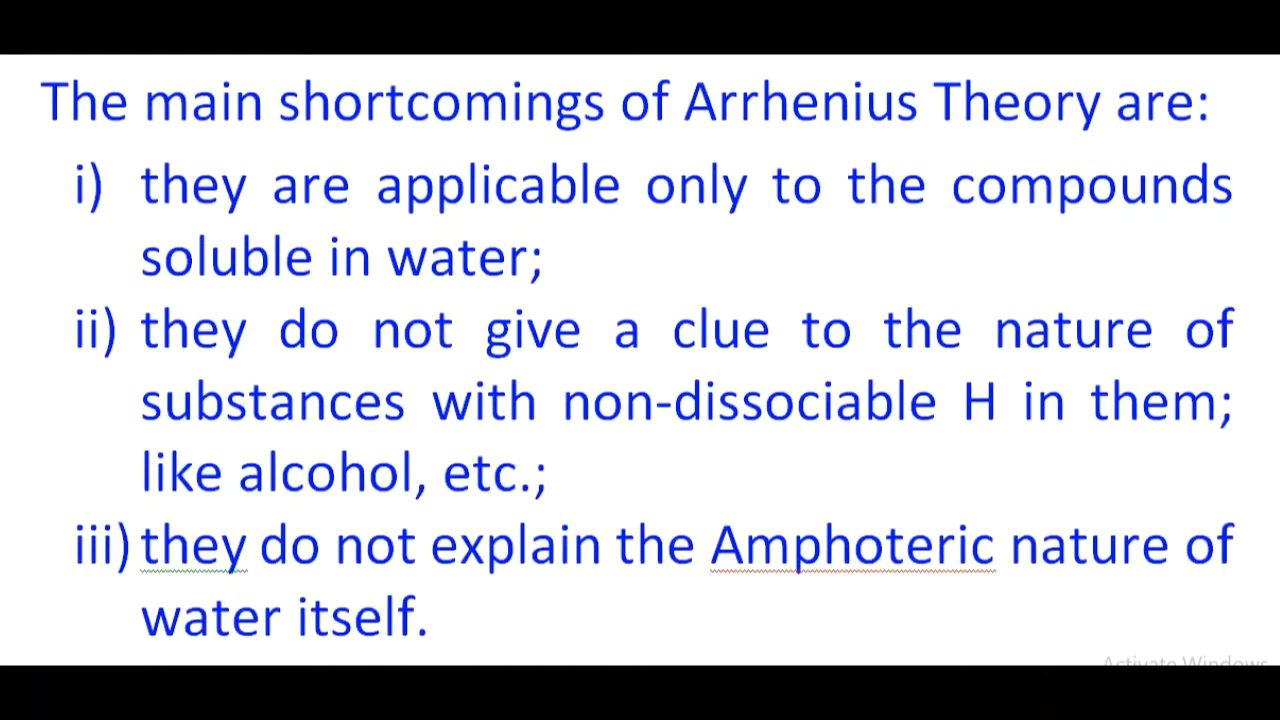 The main shortcomings of Arrhenius Theory are:
i) they are applicable only to the compounds
soluble in water;
ii) they do not give a clue to the nature of
substances with non-dissociable H in them;
like alcohol, etc.;
iii) they do not explain the Amphoteric nature of
water itself.
Activate Windows